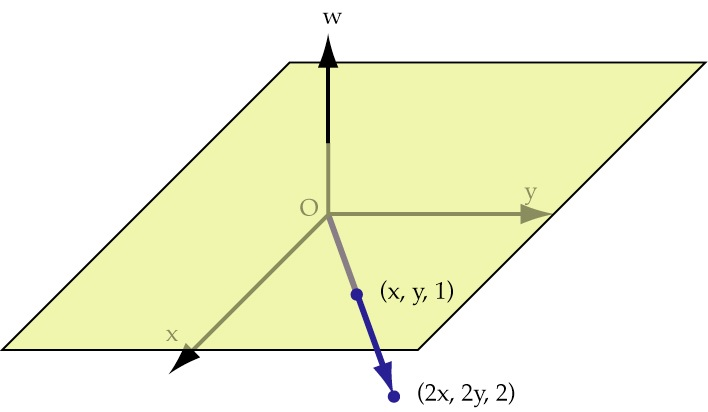 w
y
O
(x, y, 1)
x
(2x, 2y, 2)